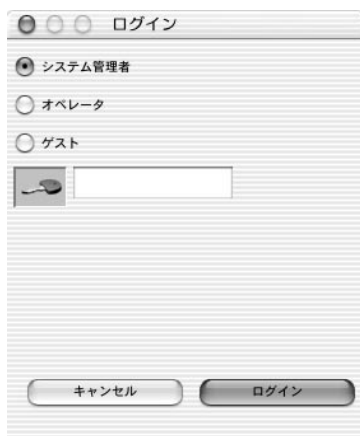 ログイン
システム管理者
オペレータ
ゲスト
キャンセル ログイン